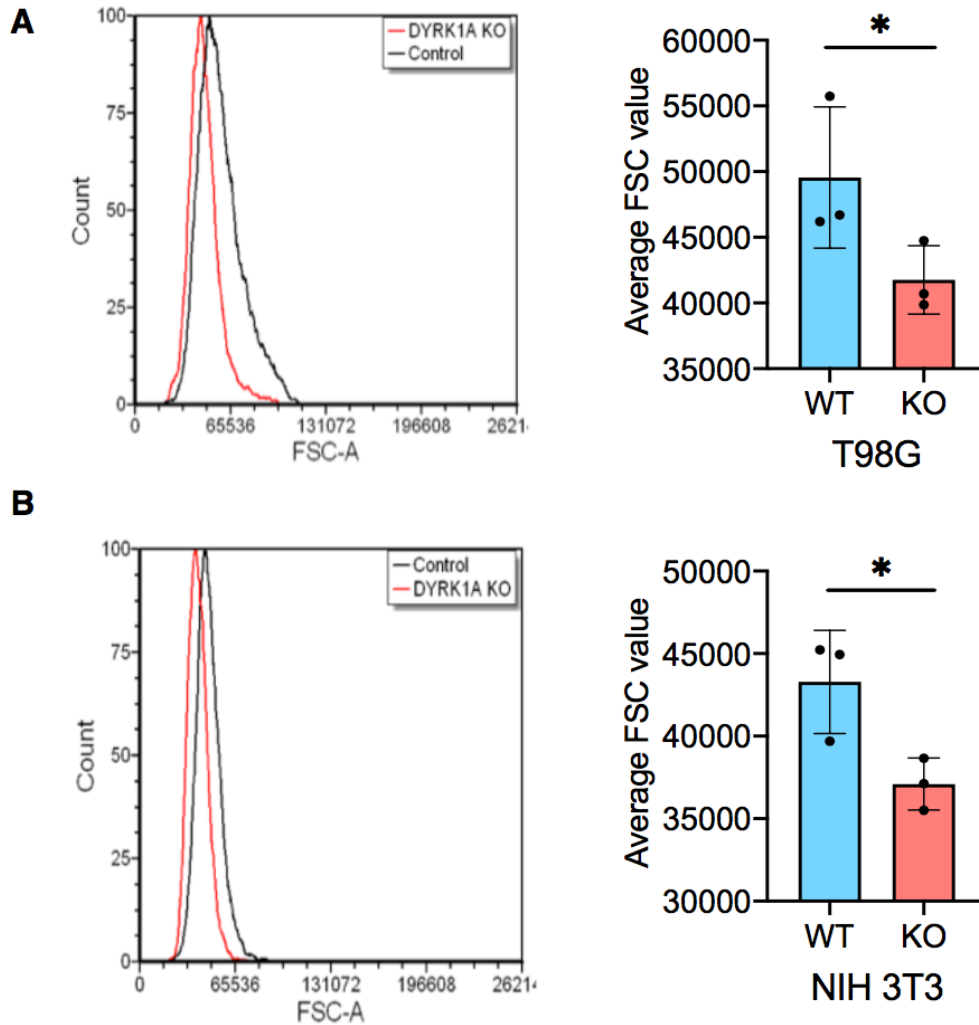 A
DYRK1A KO
Control
100
75
50
25
0
Count
0 65536 131072 196608 26214
FSC-A
*
60000
55000
50000
45000
40000
35000
Average FSC value
WT KO
T98G
B
Control
DYRK1A KO
100
75
50
25
0
Count
0 65536 131072 196608 26214
FSC-A
*
50000
45000
40000
35000
30000
Average FSC value
WT KO
NIH 3T3